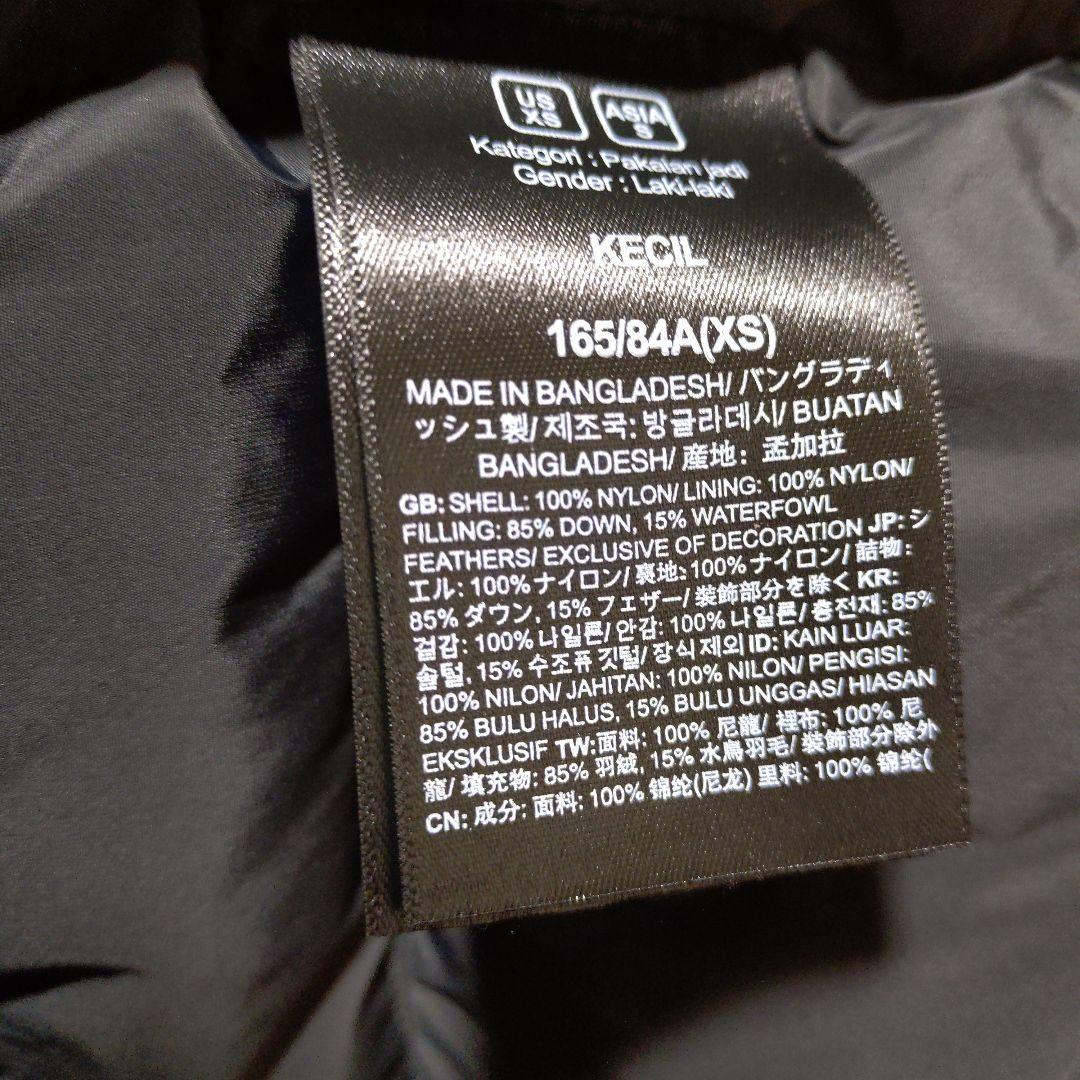 US XS ASIA S
Kategori : Pakaian jadi
Gender : Laki-laki
KECIL
165/84A(XS)
MADE IN BANGLADESH/ バングラディ
ッシュ製/ 제조국: 방글라데시/ BUATAN
BANGLADESH/ 産地: 孟加拉
GB: SHELL: 100% NYLON/ LINING: 100% NYLON/
FILLING: 85% DOWN, 15% WATERFOWL
FEATHERS/ EXCLUSIVE OF DECORATION JP: シ
エル: 100%ナイロン/ 裏地:100%ナイロン/ 詰物:
85% ダウン, 15% フェザー/ 装飾部分を除く KR:
겉감: 100% 나일론/ 안감: 100% 나일론/ 충전재: 85%
솜털, 15% 수조류 깃털/ 장식 제외 ID: KAIN LUAR:
100% NILON/ JAHITAN: 100% NILON/ PENGISI:
85% BULU HALUS, 15% BULU UNGGAS/ HIASAN
EKSKLUSIF TW:面料: 100% 尼龍/ 裡布: 100% 尼
龍/ 填充物: 85% 羽絨, 15% 水鳥羽毛/ 裝飾部分除外
CN: 成分: 面料: 100% 锦纶(尼龙) 里料: 100% 锦纶(